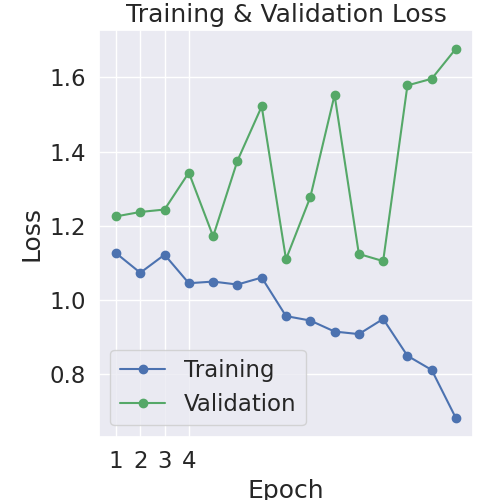 Training & Validation Loss
1.6
1.4
1.2
1.0
0.8
Loss
Training
Validation
1 2 3 4
Epoch